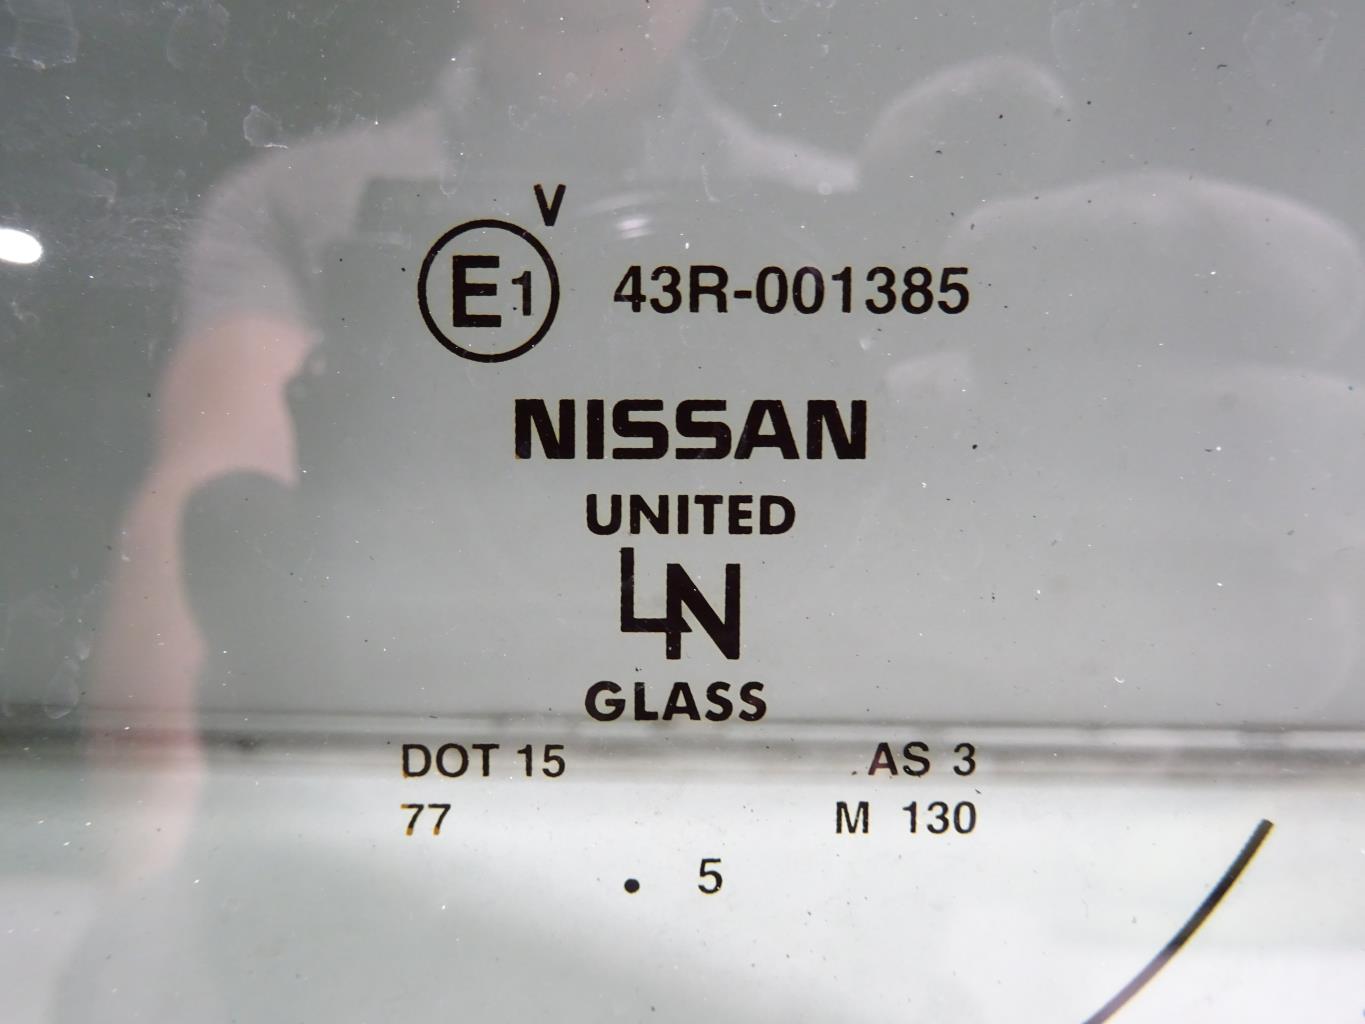 V
E1 43R-001385
NISSAN
UNITED
LN
GLASS
DOT 15 AS 3
77 M 130
. 5